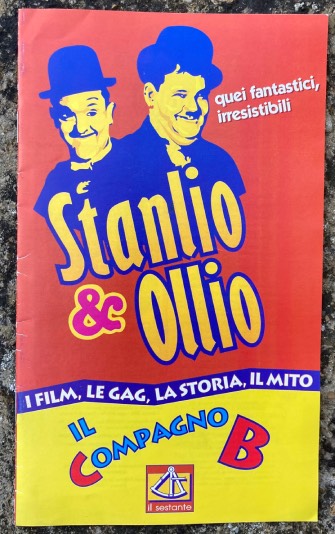 quei fantastici,
irresistibili
Stanlio
& Ollio
I FILM, LE GAG, LA STORIA, IL MITO
IL
COMPAGNO B
il sestante